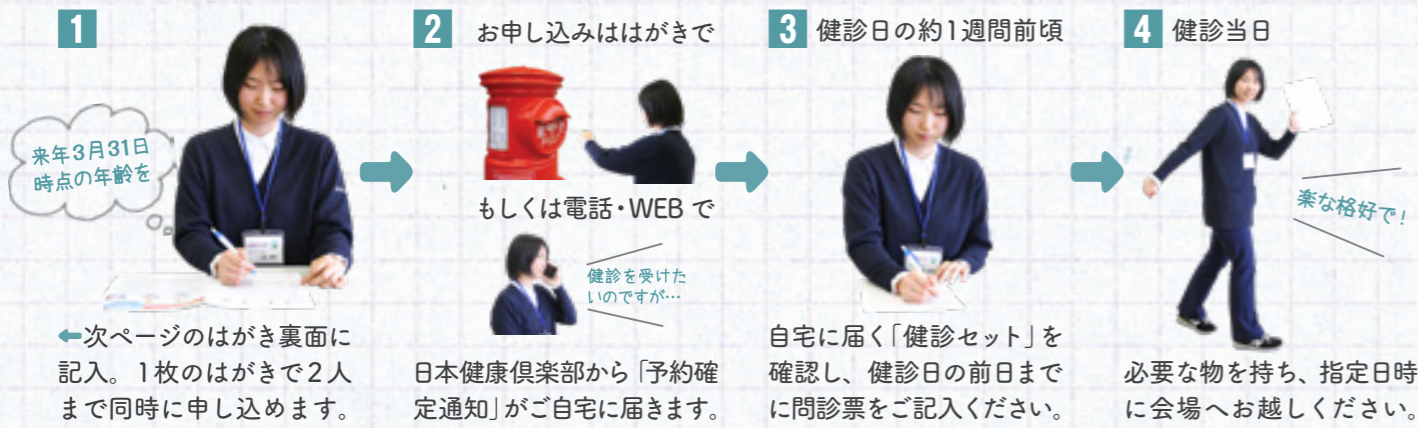 1
来年3月31日
時点の年齢を
←次ページのはがき裏面に
記入。1枚のはがきで2人
まで同時に申し込めます。
2 お申し込みははがきで
もしくは電話・WEB で
健診を受けた
いのですが…
日本健康倶楽部から「予約確
定通知」がご自宅に届きます。
3 健診日の約1週間前頃
自宅に届く「健診セット」を
確認し、健診日の前日まで
に問診票をご記入ください。
4 健診当日
楽な格好で!
必要な物を持ち、指定日時
に会場へお越しください。